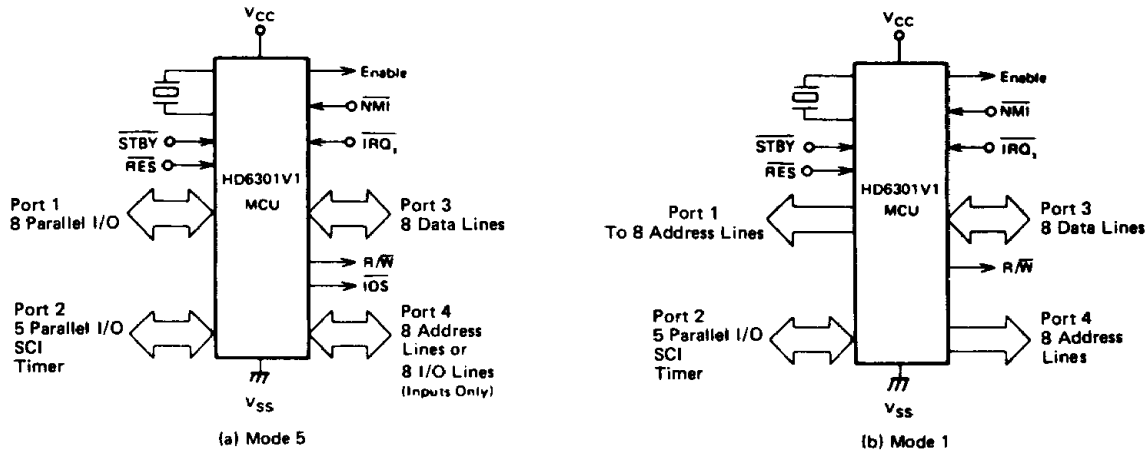 VCC
Enable
NMI
STBY
IRQ1
RES
HD6301V1
MCU
Port 1
8 Parallel I/O
Port 3
8 Data Lines
R/W
IOS
Port 2
5 Parallel I/O
SCI
Timer
Port 4
8 Address
Lines or
8 I/O Lines
(Inputs Only)
VSS
(a) Mode 5
VCC
Enable
NMI
STBY
IRQ1
RES
HD6301V1
MCU
Port 1
To 8 Address Lines
Port 3
8 Data Lines
R/W
Port 2
5 Parallel I/O
SCI
Timer
Port 4
8 Address
Lines
VSS
(b) Mode 1